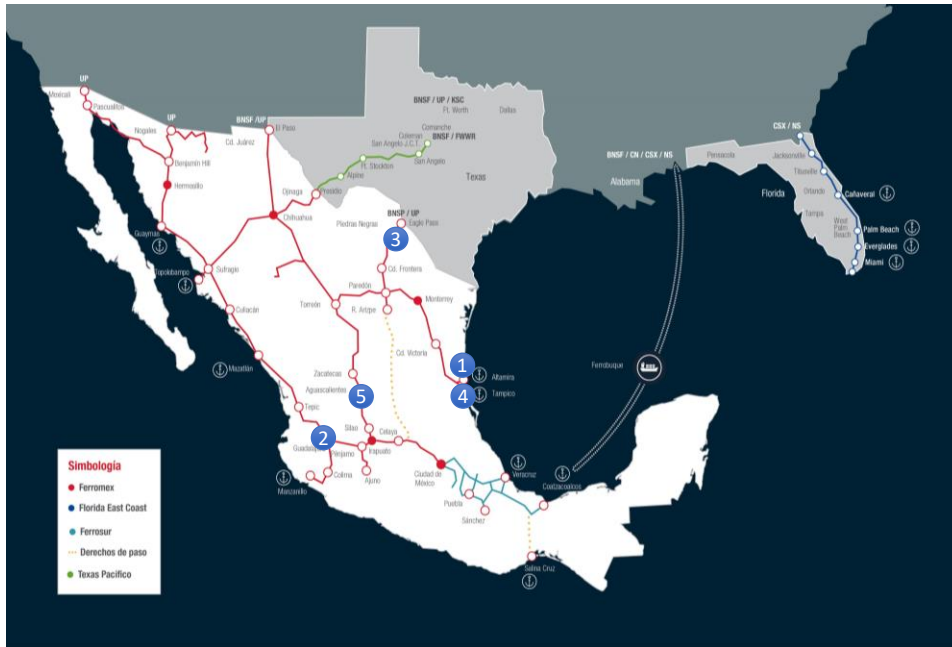 UP
Mexicali
Pascualitos
UP
Nogales
BNSF /UP
El Paso
Cd. Juárez
Benjamin Hill
Hermosillo
Guaymas
Topolobampo
Sufragio
Culiacán
Mazatlán
Tepic
Ojinaga
Presidio
Chihuahua
Alpine
Ft. Stockton
San Angelo J.C.T.
San Angelo
Coleman
BNSF / FWWR
Comanche
BNSF / UP / KSC
Ft. Worth
Dallas
Texas
Piedras Negras
BNSF / UP
Eagle Pass
3
Cd. Frontera
Paredón
R. Arizpe
Monterrey
Torreón
Cd. Victoria
1
Altamira
4
Tampico
Zacatecas
Aguascalientes
5
Silao
Celaya
2
Pénjamo
Irapuato
Ajuno
Colima
Manzanillo
Ciudad de
México
Puebla
Sánchez
Veracruz
Coatzacoalcos
Salina Cruz
Ferrobuque
BNSF / CN / CSX / NS
Alabama
Pensacola
CSX / NS
Jacksonville
Titusville
Florida
Orlando
Cañaveral
Tampa
West
Palm
Beach
Palm Beach
Everglades
Miami
Simbología
Ferromex
Florida East Coast
Ferrosur
Derechos de paso
Texas Pacífico